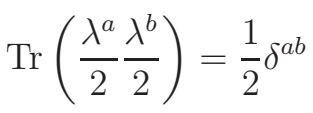 Tr ( λ^a/2 λ^b/2 ) = 1/2 δ^{ab}